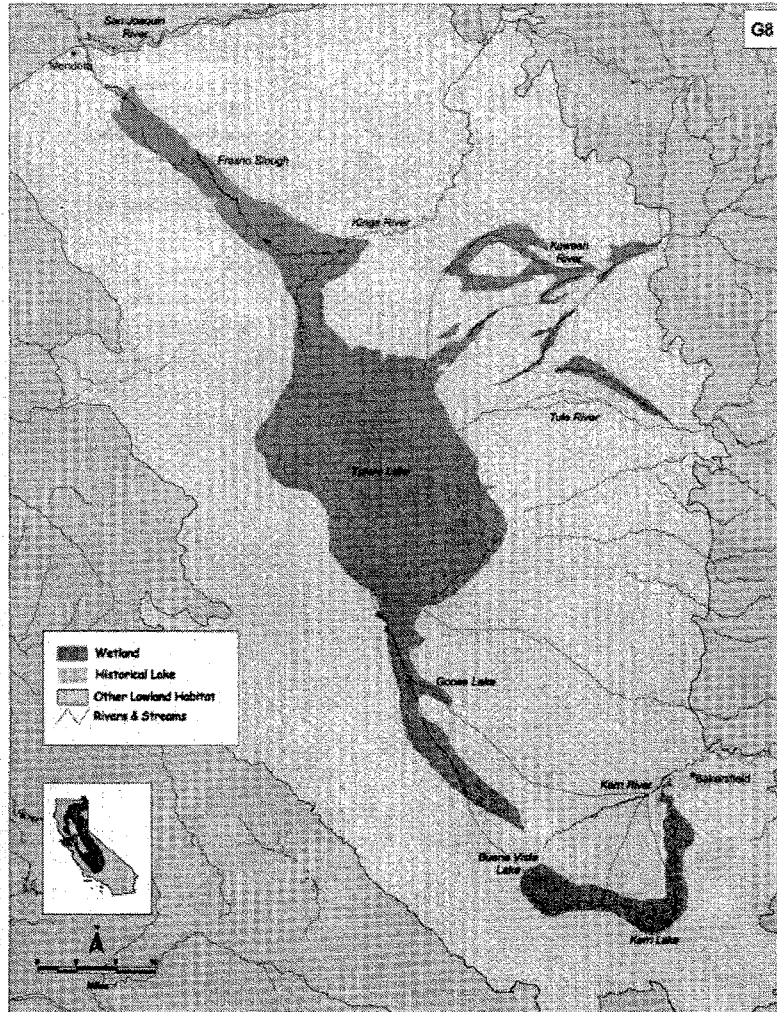 G8
San Joaquin
River
Mendota
Fresno Slough
Kings River
Kaweah
River
Tule River
Tulare Lake
Wetland
Historical Lake
Other Lowland Habitat
Rivers & Streams
Goose Lake
Kern River
Bakersfield
Buena Vista
Lake
Kern Lake
Miles